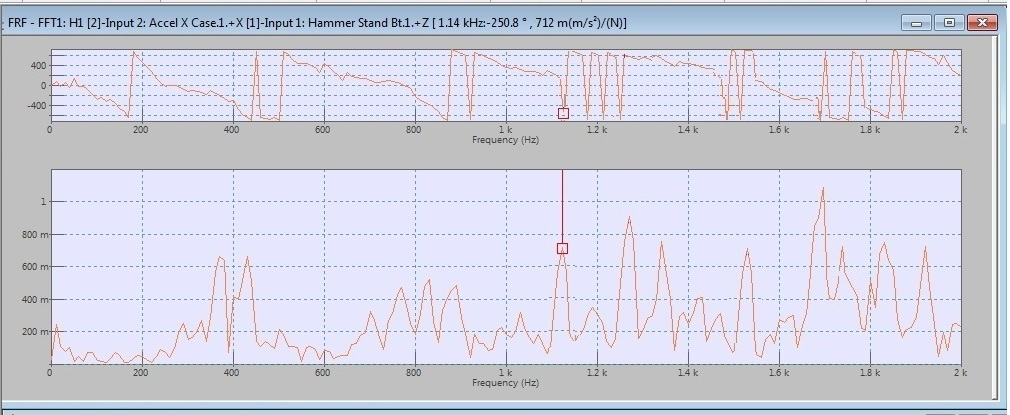 FRF - FFT1: H1 [2]-Input 2: Accel X Case.1.+X [1]-Input 1: Hammer Stand Bt.1.+Z [ 1.14 kHz:-250.8 ° , 712 m(m/s²)/(N)]
400
0
-400
0 200 400 600 800 1 k 1.2 k 1.4 k 1.6 k 1.8 k 2 k
Frequency (Hz)
1
800 m
600 m
400 m
200 m
0 200 400 600 800 1 k 1.2 k 1.4 k 1.6 k 1.8 k 2 k
Frequency (Hz)